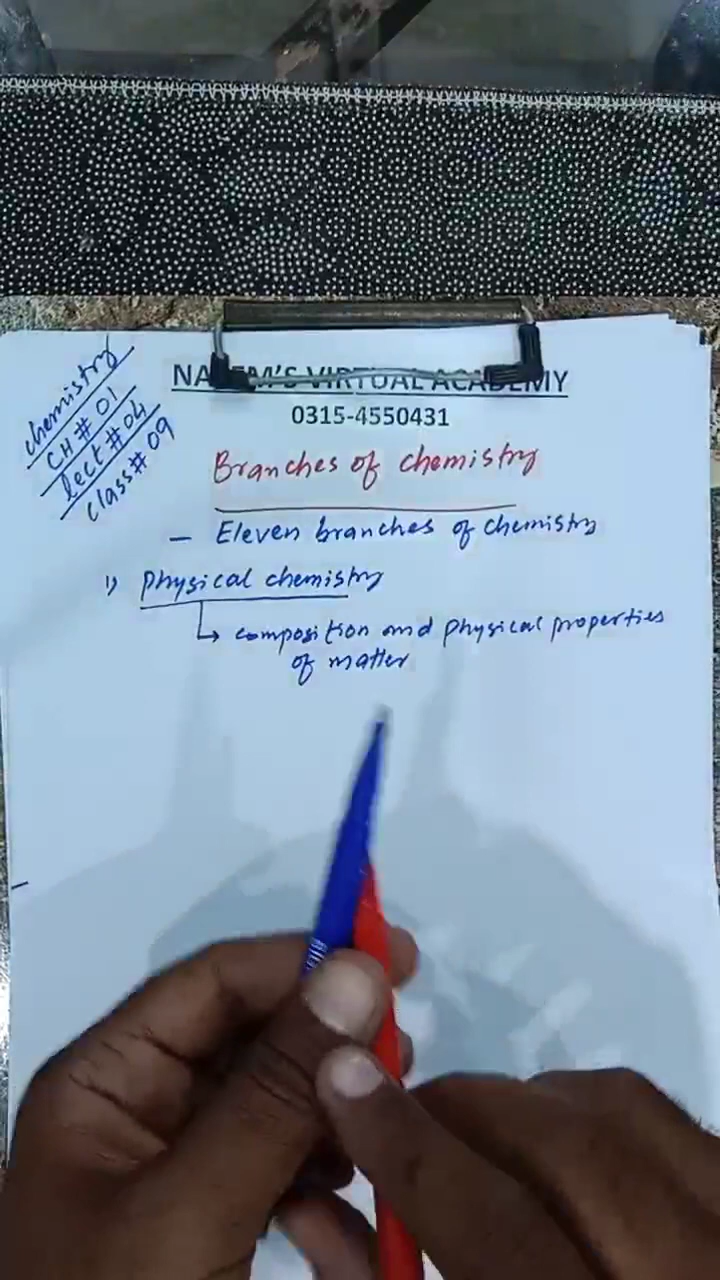 chemistry
CH # 01
lect # 04
class # 09
VIRTUAL ACADEMY
0315-4550431
Branches of chemistry
— Eleven branches of chemistry
1) physical chemistry
↳ composition and physical properties
of matter